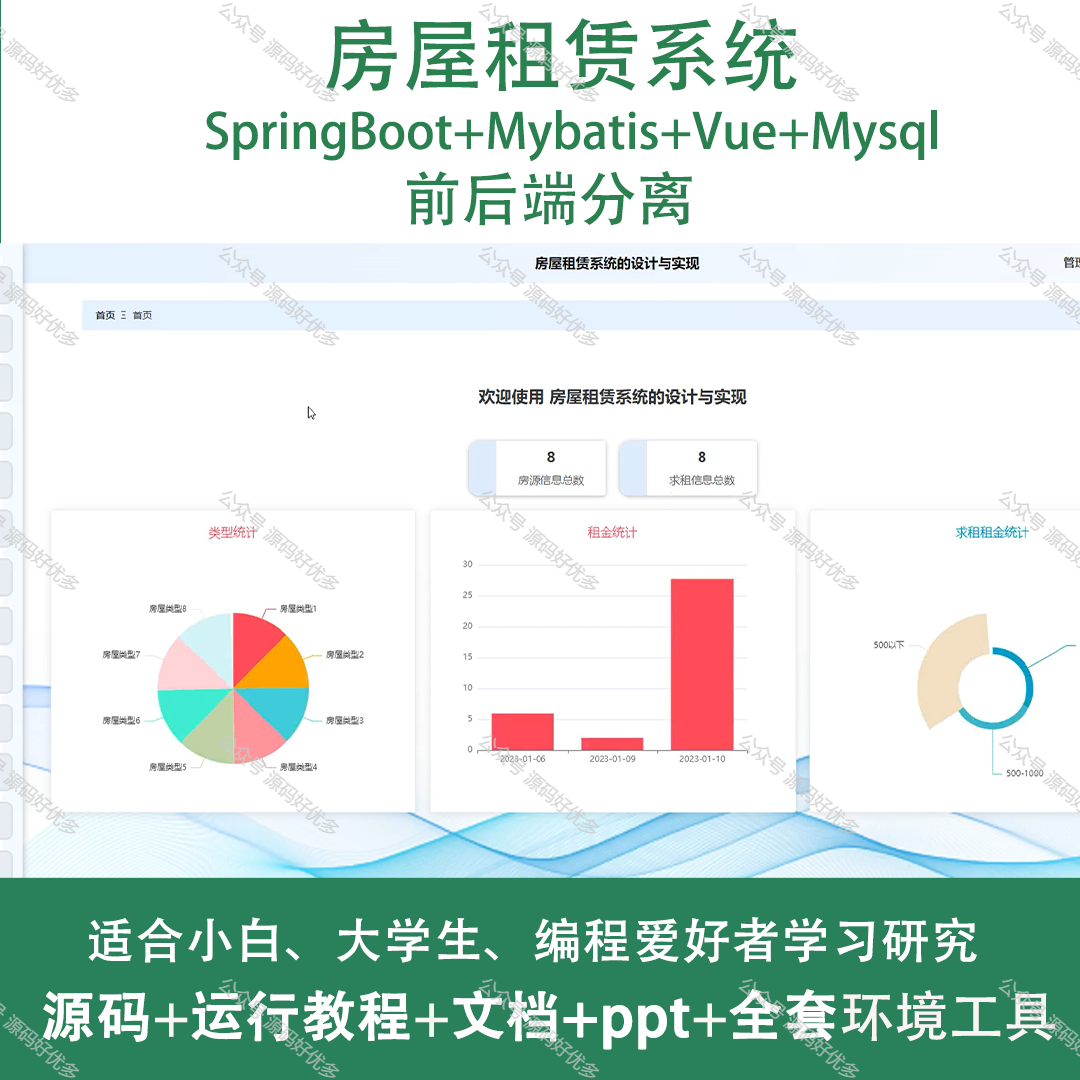 房屋租赁系统
SpringBoot+Mybatis+Vue+Mysql
前后端分离
房屋租赁系统的设计与实现
首页 首页
欢迎使用 房屋租赁系统的设计与实现
8
房源信息总数
8
求租信息总数
类型统计
房屋类型8
房屋类型1
房屋类型7
房屋类型2
房屋类型6
房屋类型3
房屋类型5
房屋类型4
租金统计
30
25
20
15
10
5
0
2023-01-06 2023-01-09 2023-01-10
求租租金统计
500以下
500-1000
适合小白、大学生、编程爱好者学习研究
源码+运行教程+文档+ppt+全套环境工具
公众号 源码好优多